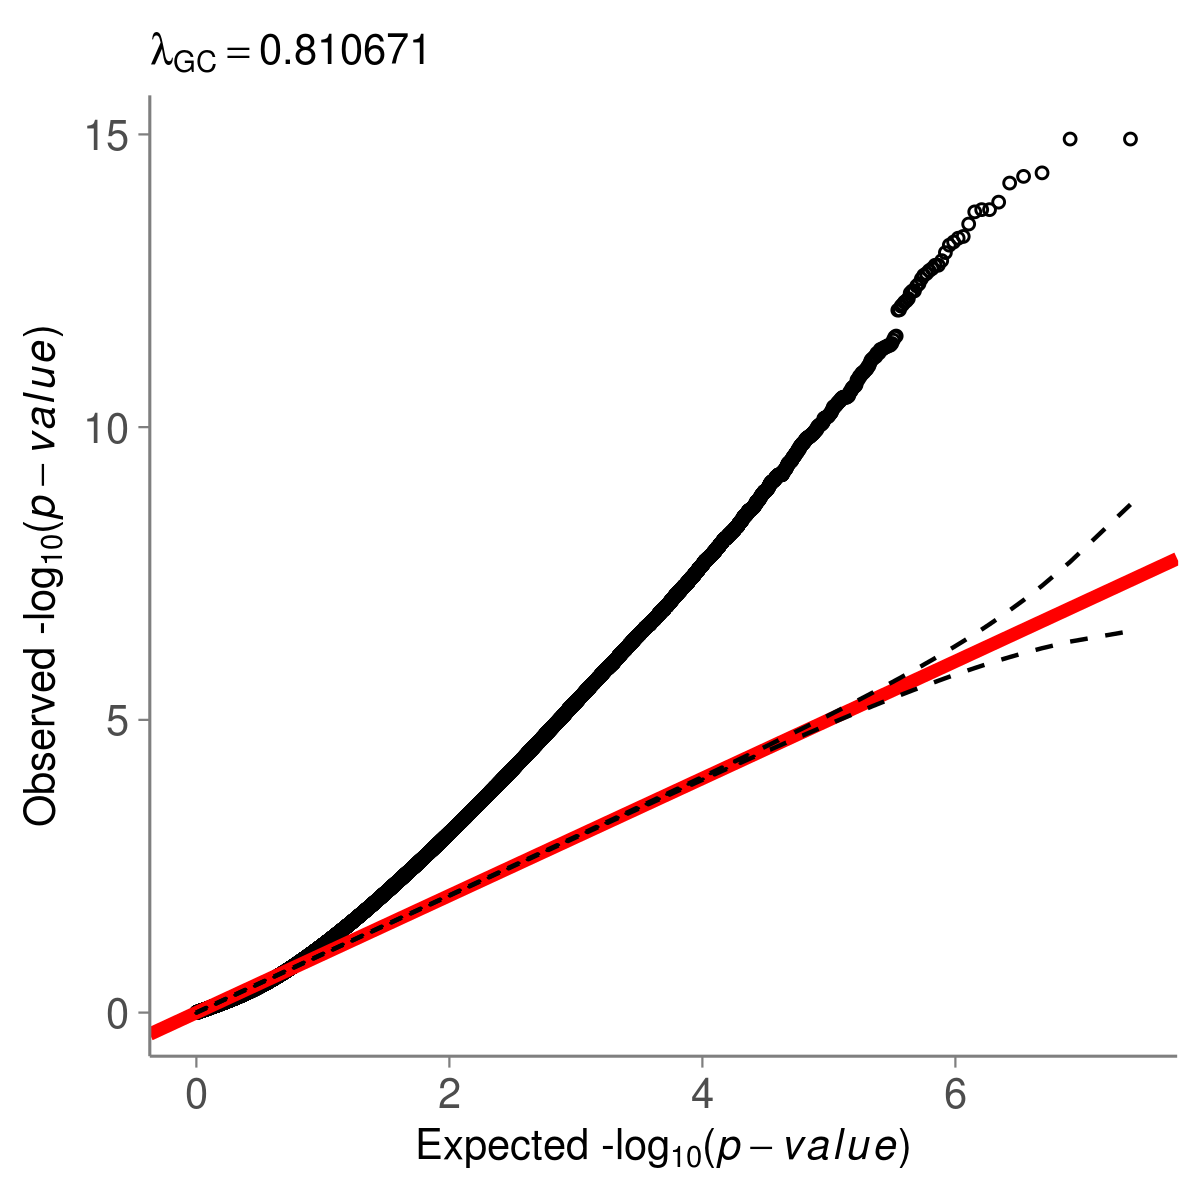 λGC = 0.810671
15
10
5
0
Observed -log10(p − value)
0 2 4 6
Expected -log10(p − value)